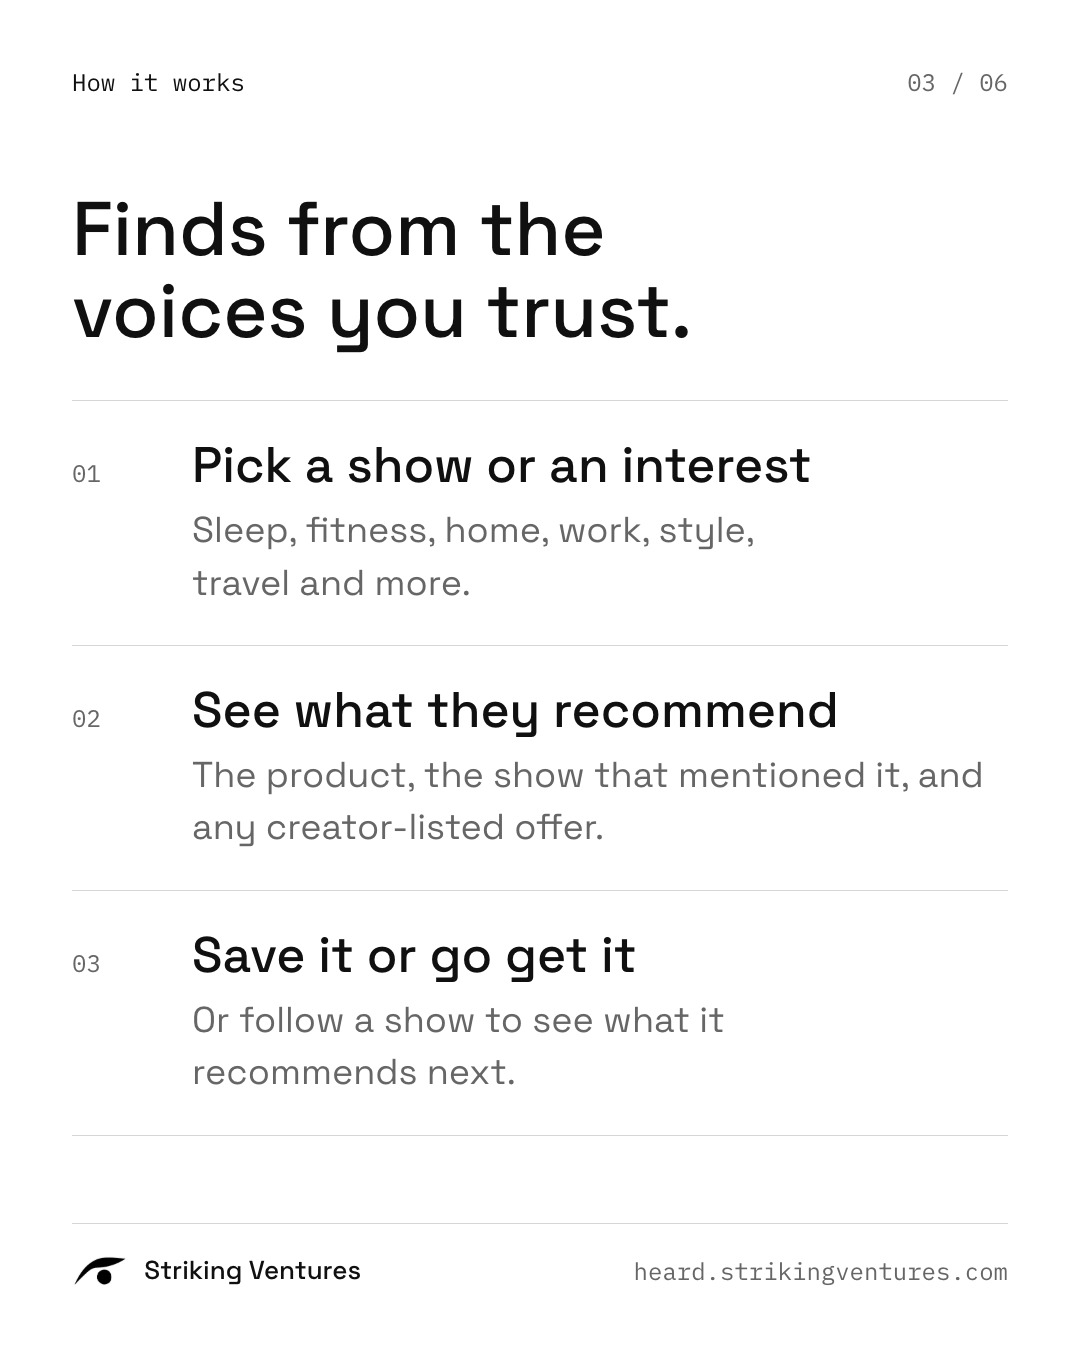 How it works
03 / 06
Finds from the
voices you trust.
01
Pick a show or an interest
Sleep, fitness, home, work, style,
travel and more.
02
See what they recommend
The product, the show that mentioned it, and
any creator-listed offer.
03
Save it or go get it
Or follow a show to see what it
recommends next.
Striking Ventures
heard.strikingventures.com